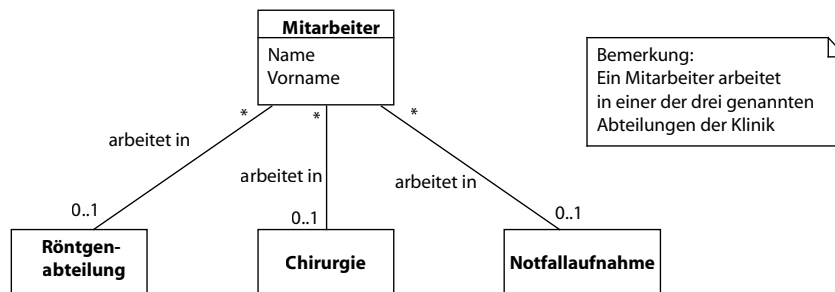 Mitarbeiter
Name
Vorname
Bemerkung:
Ein Mitarbeiter arbeitet
in einer der drei genannten
Abteilungen der Klinik
*
*
*
arbeitet in
arbeitet in
arbeitet in
0..1
0..1
0..1
Röntgen-
abteilung
Chirurgie
Notfallaufnahme